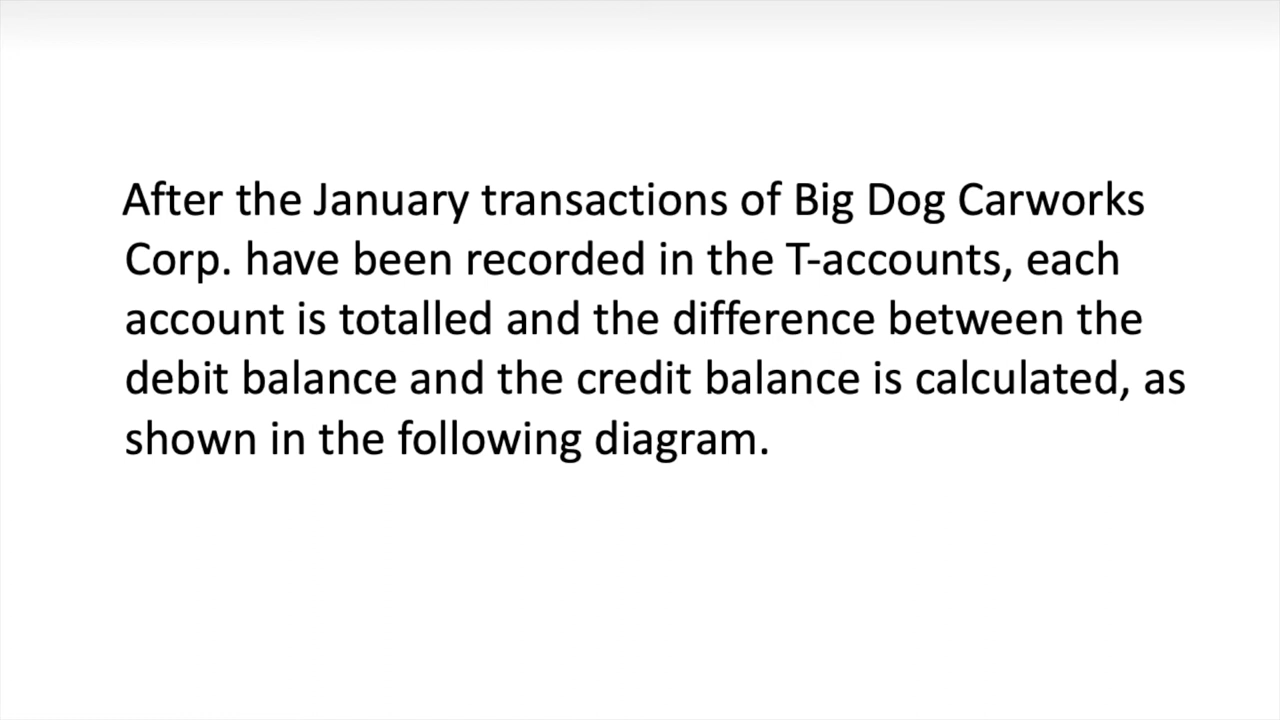 After the January transactions of Big Dog Carworks
Corp. have been recorded in the T-accounts, each
account is totalled and the difference between the
debit balance and the credit balance is calculated, as
shown in the following diagram.